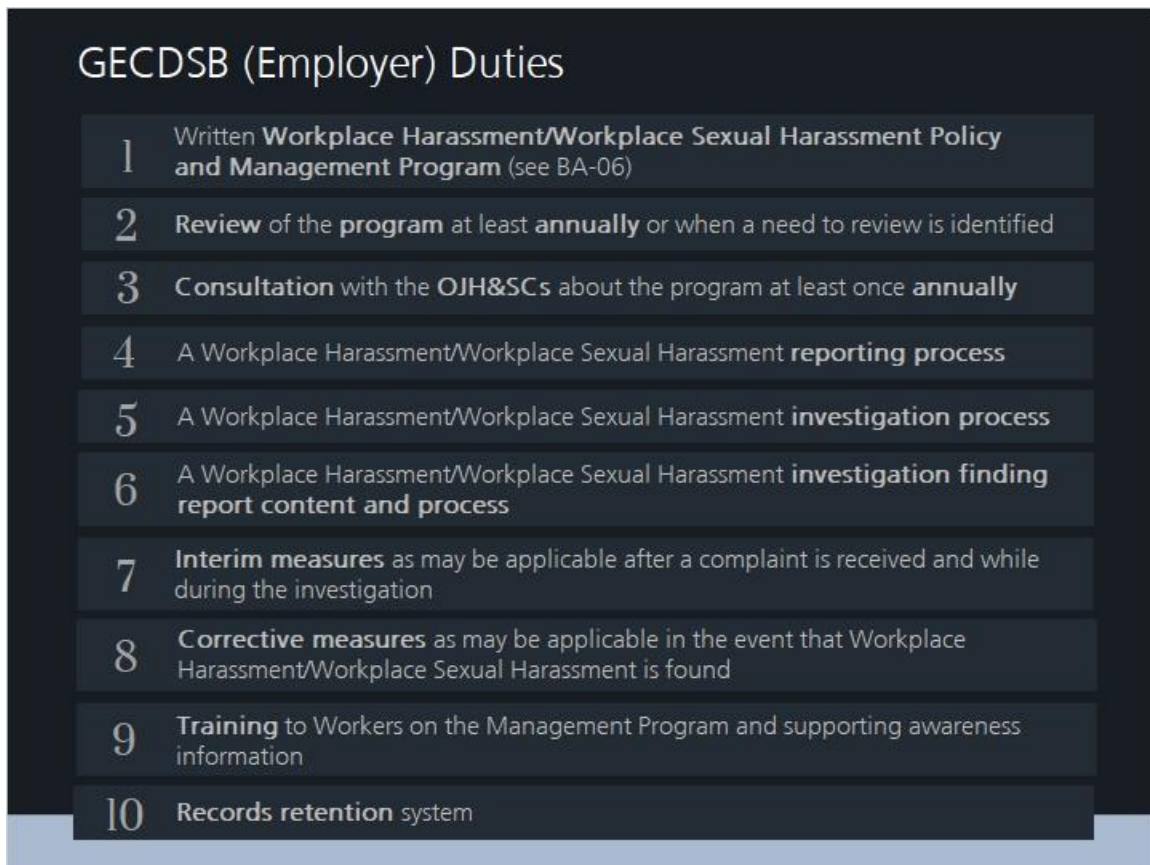 GECDSB (Employer) Duties
1
Written Workplace Harassment/Workplace Sexual Harassment Policy
and Management Program (see BA-06)
2
Review of the program at least annually or when a need to review is identified
3
Consultation with the OJH&SCs about the program at least once annually
4
A Workplace Harassment/Workplace Sexual Harassment reporting process
5
A Workplace Harassment/Workplace Sexual Harassment investigation process
6
A Workplace Harassment/Workplace Sexual Harassment investigation finding
report content and process
7
Interim measures as may be applicable after a complaint is received and while
during the investigation
8
Corrective measures as may be applicable in the event that Workplace
Harassment/Workplace Sexual Harassment is found
9
Training to Workers on the Management Program and supporting awareness
information
10
Records retention system